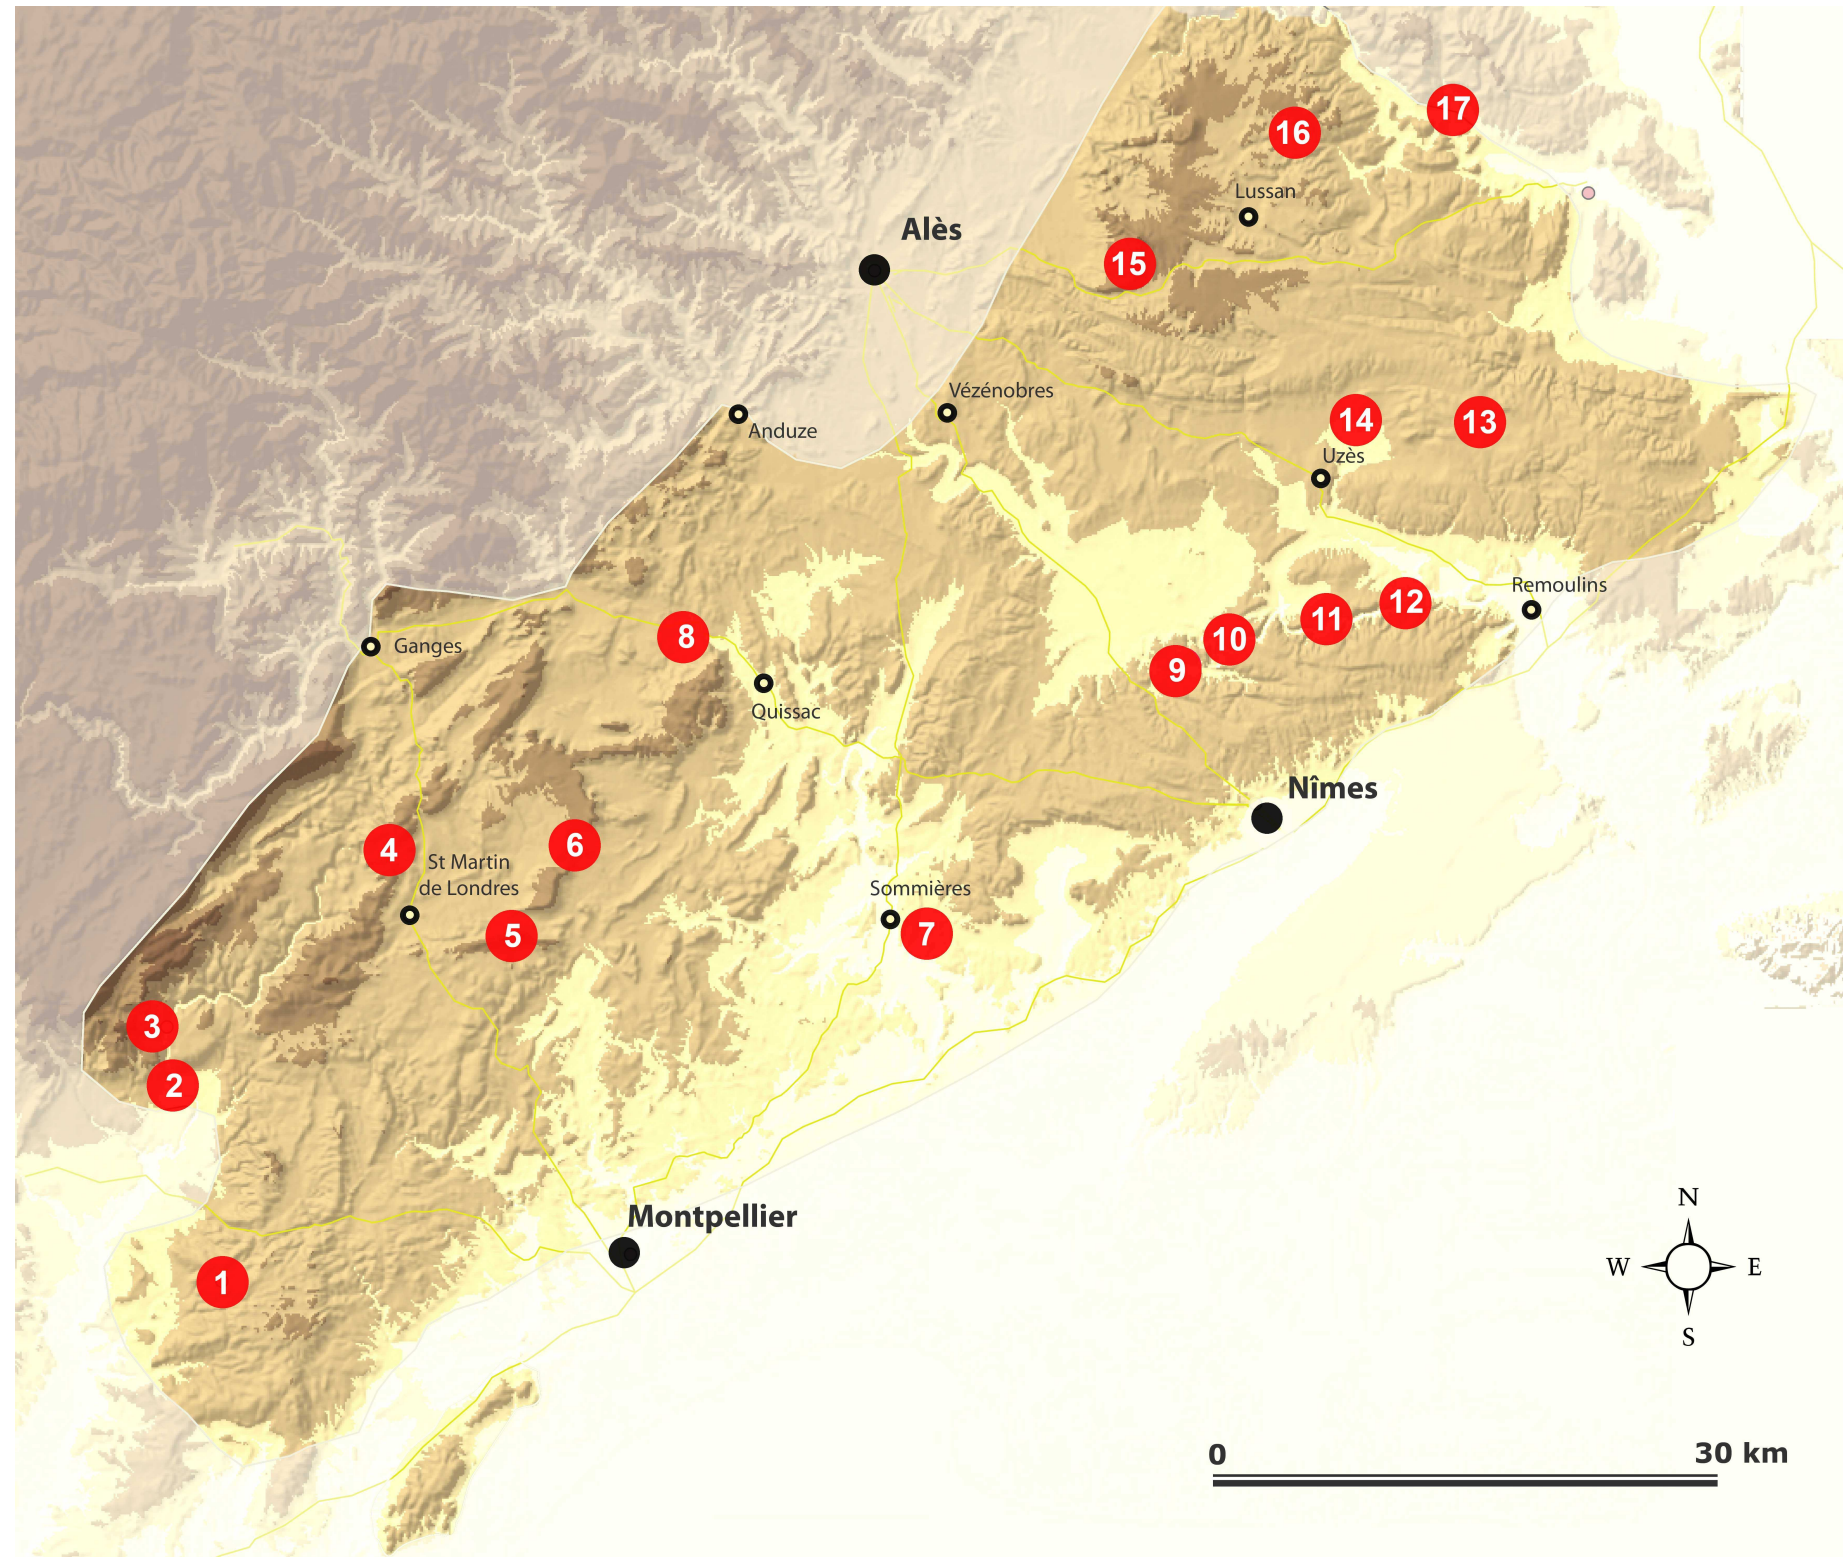 17
16
Lussan
Alès
15
Vézénobres
Anduze
14
13
Uzès
Remoulins
12
11
10
9
8
Ganges
Quissac
Nîmes
4
6
St Martin
de Londres
Sommières
5
7
3
2
Montpellier
1
N
W
E
S
0
30 km